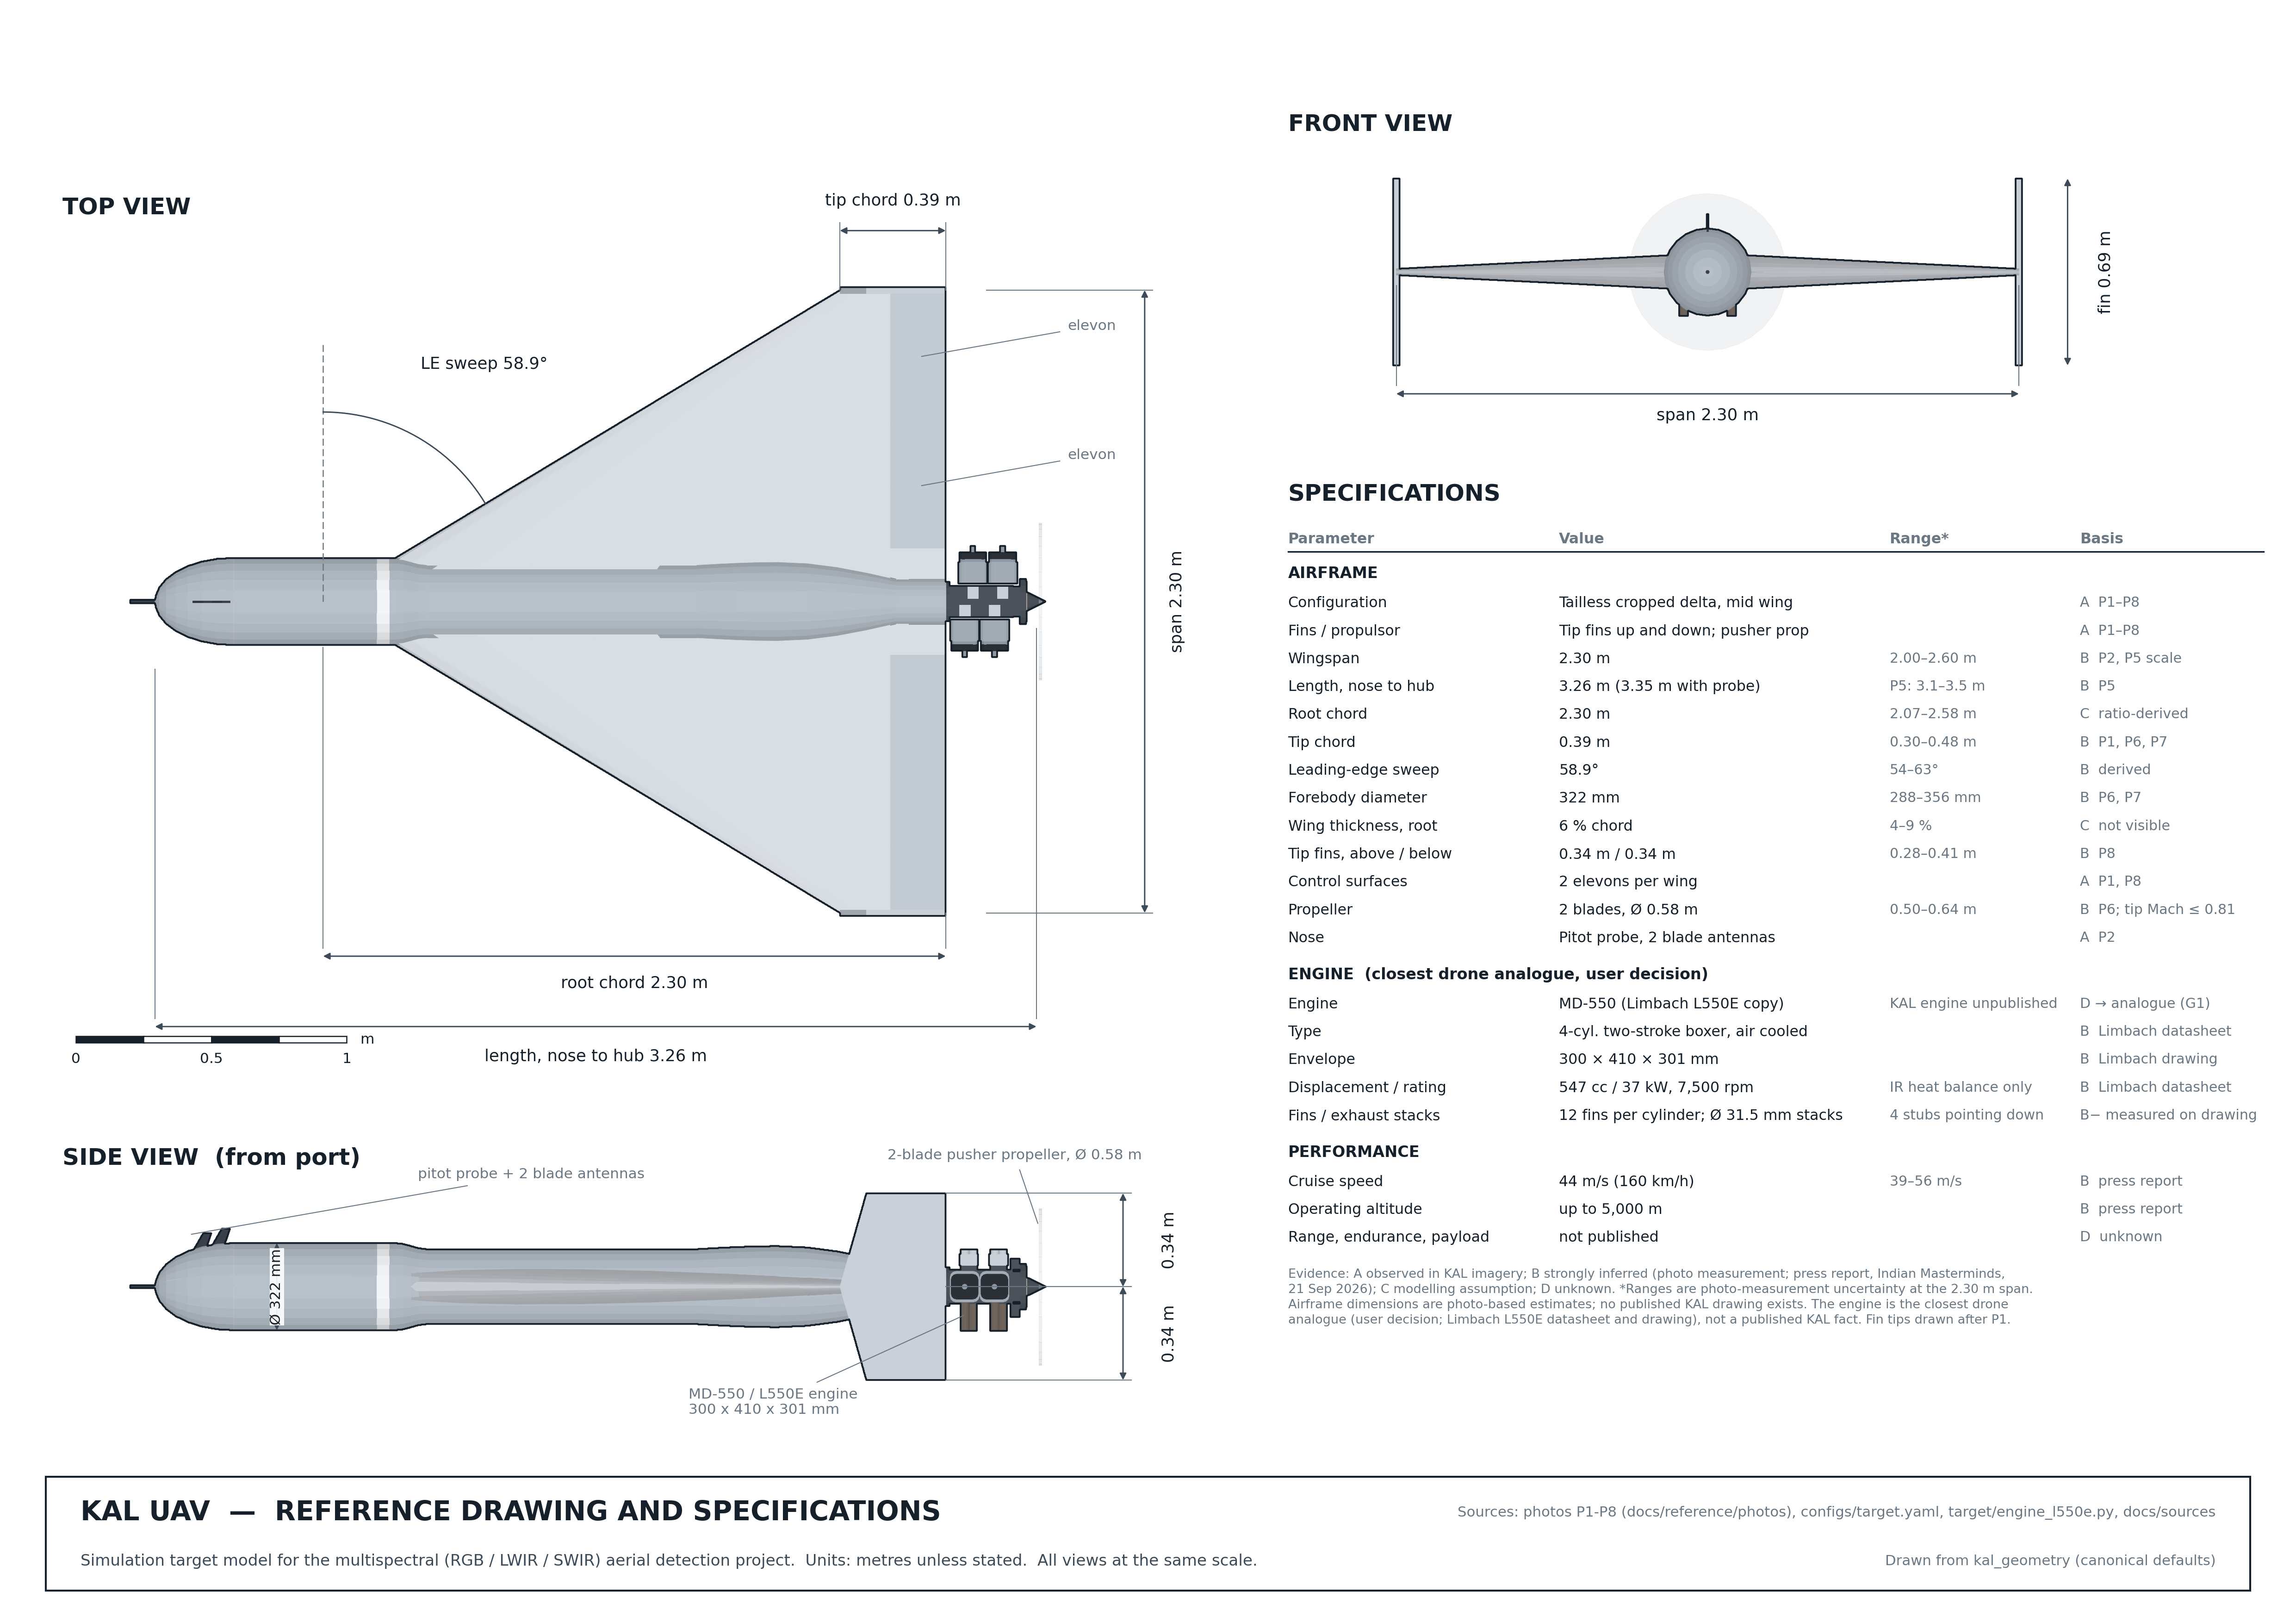 TOP VIEW
tip chord 0.39 m
LE sweep 58.9°
elevon
elevon
span 2.30 m
root chord 2.30 m
length, nose to hub 3.26 m
0 0.5 1 m
SIDE VIEW (from port)
pitot probe + 2 blade antennas
2-blade pusher propeller, Ø 0.58 m
Ø 322 mm
0.34 m
0.34 m
MD-550 / L550E engine
300 x 410 x 301 mm
FRONT VIEW
fin 0.69 m
span 2.30 m
SPECIFICATIONS
Parameter Value Range* Basis
AIRFRAME
Configuration Tailless cropped delta, mid wing A P1–P8
Fins / propulsor Tip fins up and down; pusher prop A P1–P8
Wingspan 2.30 m 2.00–2.60 m B P2, P5 scale
Length, nose to hub 3.26 m (3.35 m with probe) P5: 3.1–3.5 m B P5
Root chord 2.30 m 2.07–2.58 m C ratio-derived
Tip chord 0.39 m 0.30–0.48 m B P1, P6, P7
Leading-edge sweep 58.9° 54–63° B derived
Forebody diameter 322 mm 288–356 mm B P6, P7
Wing thickness, root 6 % chord 4–9 % C not visible
Tip fins, above / below 0.34 m / 0.34 m 0.28–0.41 m B P8
Control surfaces 2 elevons per wing A P1, P8
Propeller 2 blades, Ø 0.58 m 0.50–0.64 m B P6; tip Mach ≤ 0.81
Nose Pitot probe, 2 blade antennas A P2
ENGINE (closest drone analogue, user decision)
Engine MD-550 (Limbach L550E copy) KAL engine unpublished D → analogue (G1)
Type 4-cyl. two-stroke boxer, air cooled B Limbach datasheet
Envelope 300 × 410 × 301 mm B Limbach drawing
Displacement / rating 547 cc / 37 kW, 7,500 rpm IR heat balance only B Limbach datasheet
Fins / exhaust stacks 12 fins per cylinder; Ø 31.5 mm stacks 4 stubs pointing down B− measured on drawing
PERFORMANCE
Cruise speed 44 m/s (160 km/h) 39–56 m/s B press report
Operating altitude up to 5,000 m B press report
Range, endurance, payload not published D unknown
Evidence: A observed in KAL imagery; B strongly inferred (photo measurement; press report, Indian Masterminds,
21 Sep 2026); C modelling assumption; D unknown. *Ranges are photo-measurement uncertainty at the 2.30 m span.
Airframe dimensions are photo-based estimates; no published KAL drawing exists. The engine is the closest drone
analogue (user decision; Limbach L550E datasheet and drawing), not a published KAL fact. Fin tips drawn after P1.
KAL UAV — REFERENCE DRAWING AND SPECIFICATIONS
Sources: photos P1-P8 (docs/reference/photos), configs/target.yaml, target/engine_l550e.py, docs/sources
Simulation target model for the multispectral (RGB / LWIR / SWIR) aerial detection project. Units: metres unless stated. All views at the same scale.
Drawn from kal_geometry (canonical defaults)